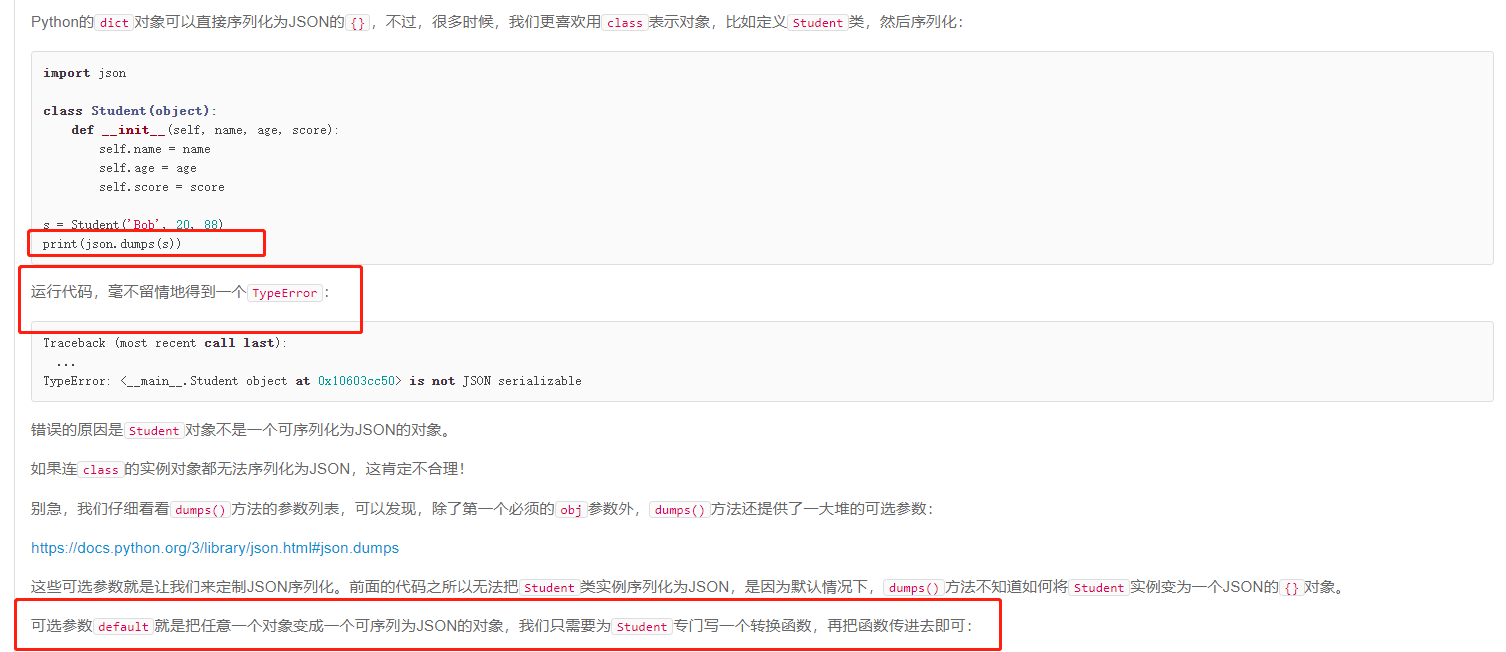 Python的dict对象可以直接序列化为JSON的{}，不过，很多时候，我们更喜欢用class表示对象，比如定义Student类，然后序列化：
import json
class Student(object):
    def __init__(self, name, age, score):
        self.name = name
        self.age = age
        self.score = score
s = Student('Bob', 20, 88)
print(json.dumps(s))
运行代码，毫不留情地得到一个TypeError：
Traceback (most recent call last):
  ...
TypeError: <__main__.Student object at 0x10603cc50> is not JSON serializable
错误的原因是Student对象不是一个可序列化为JSON的对象。
如果连class的实例对象都无法序列化为JSON，这肯定不合理！
别急，我们仔细看看dumps()方法的参数列表，可以发现，除了第一个必须的obj参数外，dumps()方法还提供了一大堆的可选参数：
https://docs.python.org/3/library/json.html#json.dumps
这些可选参数就是让我们来定制JSON序列化。前面的代码之所以无法把Student类实例序列化为JSON，是因为默认情况下，dumps()方法不知道如何将Student实例变为一个JSON的{}对象。
可选参数default就是把任意一个对象变成一个可序列为JSON的对象，我们只需要为Student专门写一个转换函数，再把函数传进去即可：